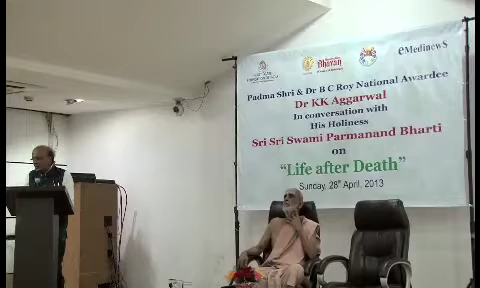 Bhavan
eMedinewS
Padma Shri & Dr B C Roy National Awardee
Dr KK Aggarwal
In conversation with
His Holiness
Sri Sri Swami Parmanand Bharti
on
“Life after Death”
Sunday, 28th April, 2013